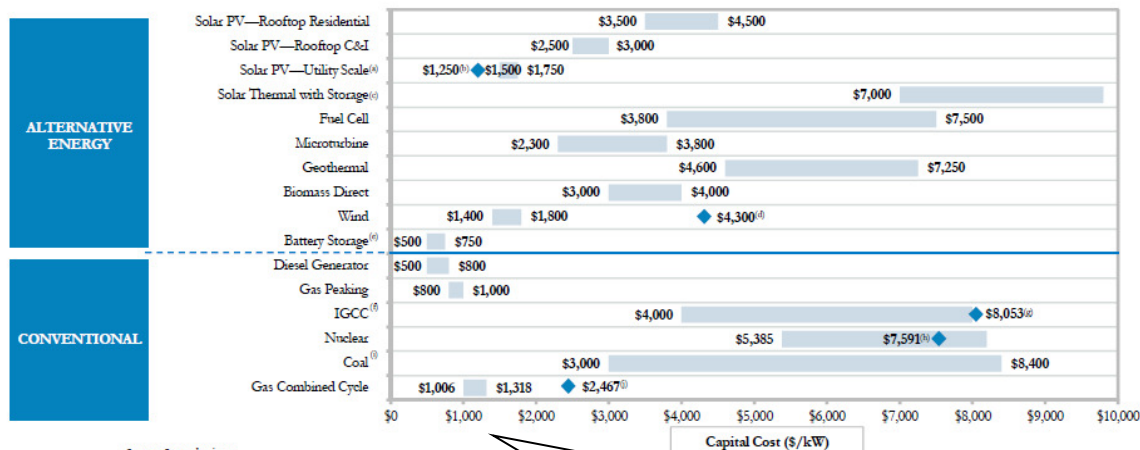 Solar PV—Rooftop Residential $3,500 $4,500
Solar PV—Rooftop C&I $2,500 $3,000
Solar PV—Utility Scale(a) $1,250(b) $1,500 $1,750
Solar Thermal with Storage(c) $7,000
Fuel Cell $3,800 $7,500
ALTERNATIVE
ENERGY
Microturbine $2,300 $3,800
Geothermal $4,600 $7,250
Biomass Direct $3,000 $4,000
Wind $1,400 $1,800 $4,300(d)
Battery Storage(e) $500 $750
Diesel Generator $500 $800
Gas Peaking $800 $1,000
IGCC(f) $4,000 $8,053(g)
CONVENTIONAL
Nuclear $5,385 $7,591(h)
Coal(i) $3,000 $8,400
Gas Combined Cycle $1,006 $1,318 $2,467(j)
$0 $1,000 $2,000 $3,000 $4,000 $5,000 $6,000 $7,000 $8,000 $9,000 $10,000
Capital Cost ($/kW)